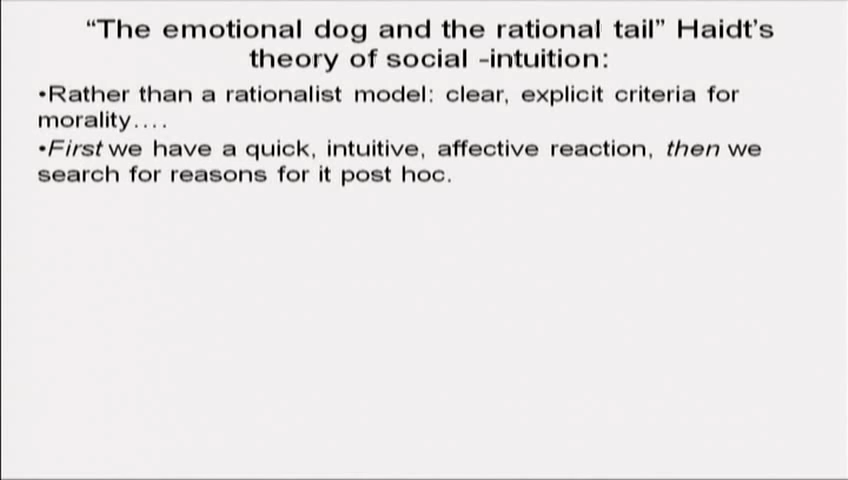 “The emotional dog and the rational tail” Haidt’s
theory of social -intuition:
•Rather than a rationalist model: clear, explicit criteria for
morality….
•First we have a quick, intuitive, affective reaction, then we
search for reasons for it post hoc.